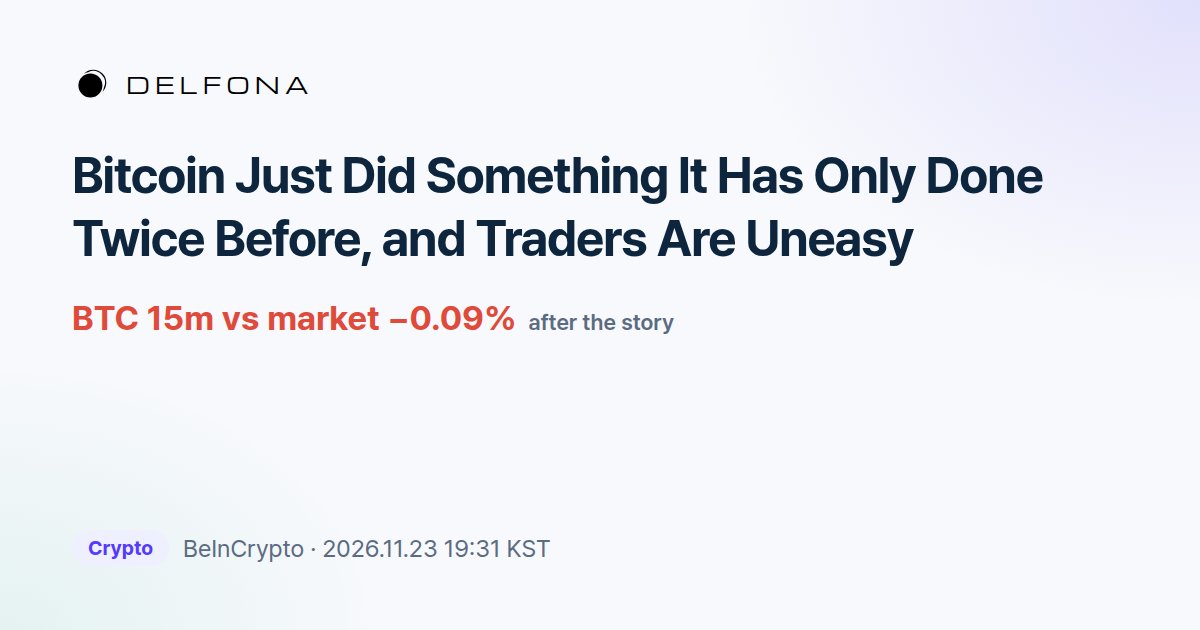 DELFONA
Bitcoin Just Did Something It Has Only Done
Twice Before, and Traders Are Uneasy
BTC 15m vs market −0.09% after the story
Crypto BeInCrypto · 2026.11.23 19:31 KST